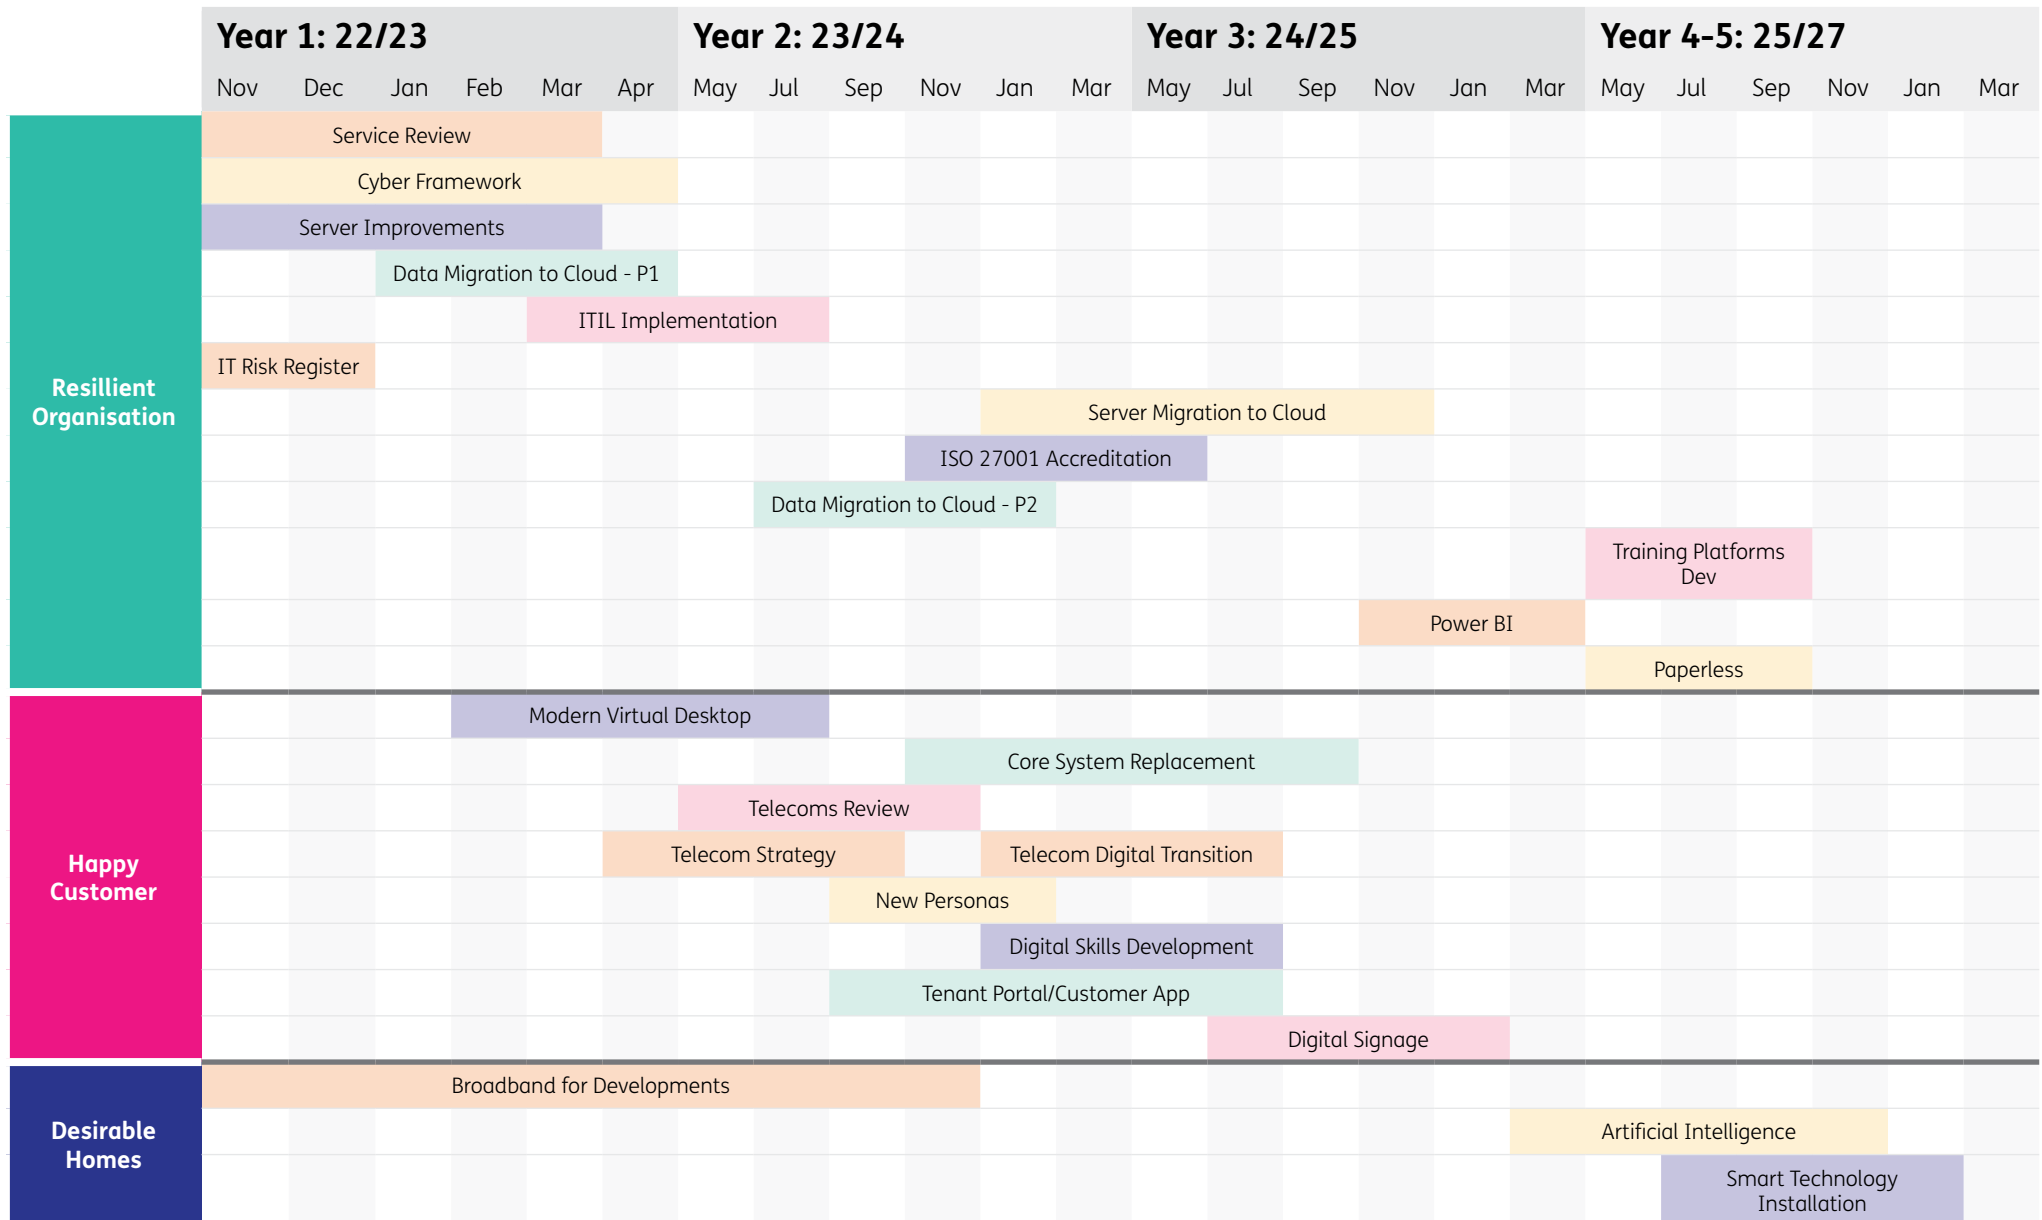 Year 1: 22/23 Year 2: 23/24 Year 3: 24/25 Year 4-5: 25/27
Nov Dec Jan Feb Mar Apr May Jul Sep Nov Jan Mar May Jul Sep Nov Jan Mar May Jul Sep Nov Jan Mar
Resillient
Organisation
Service Review
Cyber Framework
Server Improvements
Data Migration to Cloud - P1
ITIL Implementation
IT Risk Register
Server Migration to Cloud
ISO 27001 Accreditation
Data Migration to Cloud - P2
Training Platforms
Dev
Power BI
Paperless
Happy
Customer
Modern Virtual Desktop
Core System Replacement
Telecoms Review
Telecom Strategy Telecom Digital Transition
New Personas
Digital Skills Development
Tenant Portal/Customer App
Digital Signage
Desirable
Homes
Broadband for Developments
Artificial Intelligence
Smart Technology
Installation